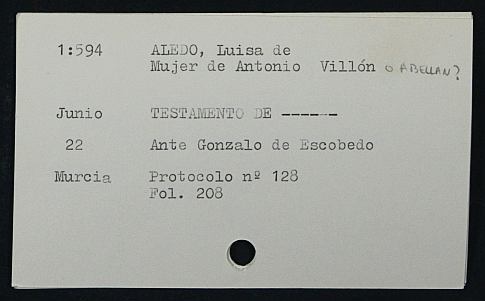 1:594 ALEDO, Luisa de
Mujer de Antonio Villón o ABELLAN?
Junio TESTAMENTO DE ------
22 Ante Gonzalo de Escobedo
Murcia Protocolo nº 128
Fol. 208